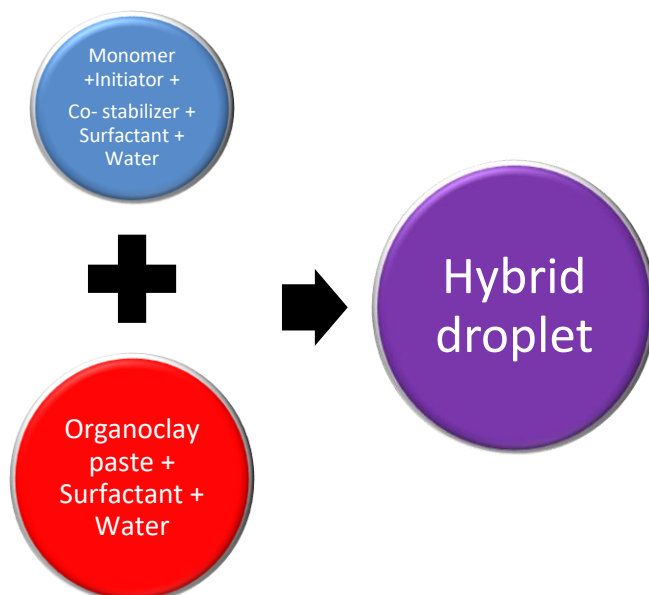 Monomer
+Initiator +
Co- stabilizer +
Surfactant +
Water
Organoclay
paste +
Surfactant +
Water
Hybrid
droplet